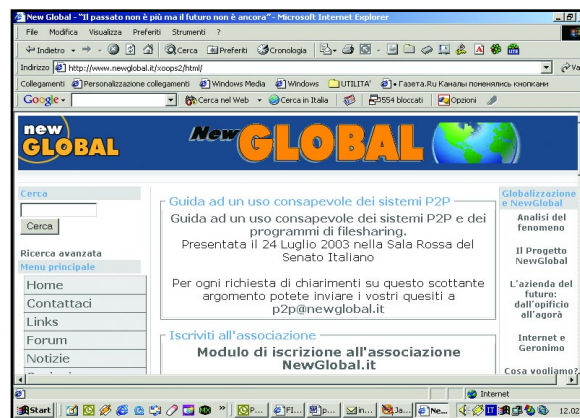 New Global - "Il passato non è più ma il futuro non è ancora" - Microsoft Internet Explorer
File Modifica Visualizza Preferiti Strumenti ?
Indietro Cerca Preferiti Cronologia
Indirizzo http://www.newglobal.it/xoops2/html/ Va
Collegamenti Personalizzazione collegamenti Windows Media Windows UTILITA' Газета.Ru Каналы поменялись кнопками
Google Cerca nel Web Cerca in Italia 554 bloccati Opzioni
new
GLOBAL
New GLOBAL
Cerca
Cerca
Ricerca avanzata
Menu principale
Home
Contattaci
Links
Forum
Notizie
Guida ad un uso consapevole dei sistemi P2P
Guida ad un uso consapevole dei sistemi P2P e dei
programmi di filesharing.
Presentata il 24 Luglio 2003 nella Sala Rossa del
Senato Italiano
Per ogni richiesta di chiarimenti su questo scottante
argomento potete inviare i vostri quesiti a
p2p@newglobal.it
Iscriviti all'associazione
Modulo di iscrizione all'associazione
NewGlobal.it
Globalizzazione
e NewGlobal
Analisi del
fenomeno
Il Progetto
NewGlobal
L'azienda del
futuro:
dall'opificio
all'agorà
Internet e
Geronimo
Cosa vogliamo?
Internet
Start 12.02